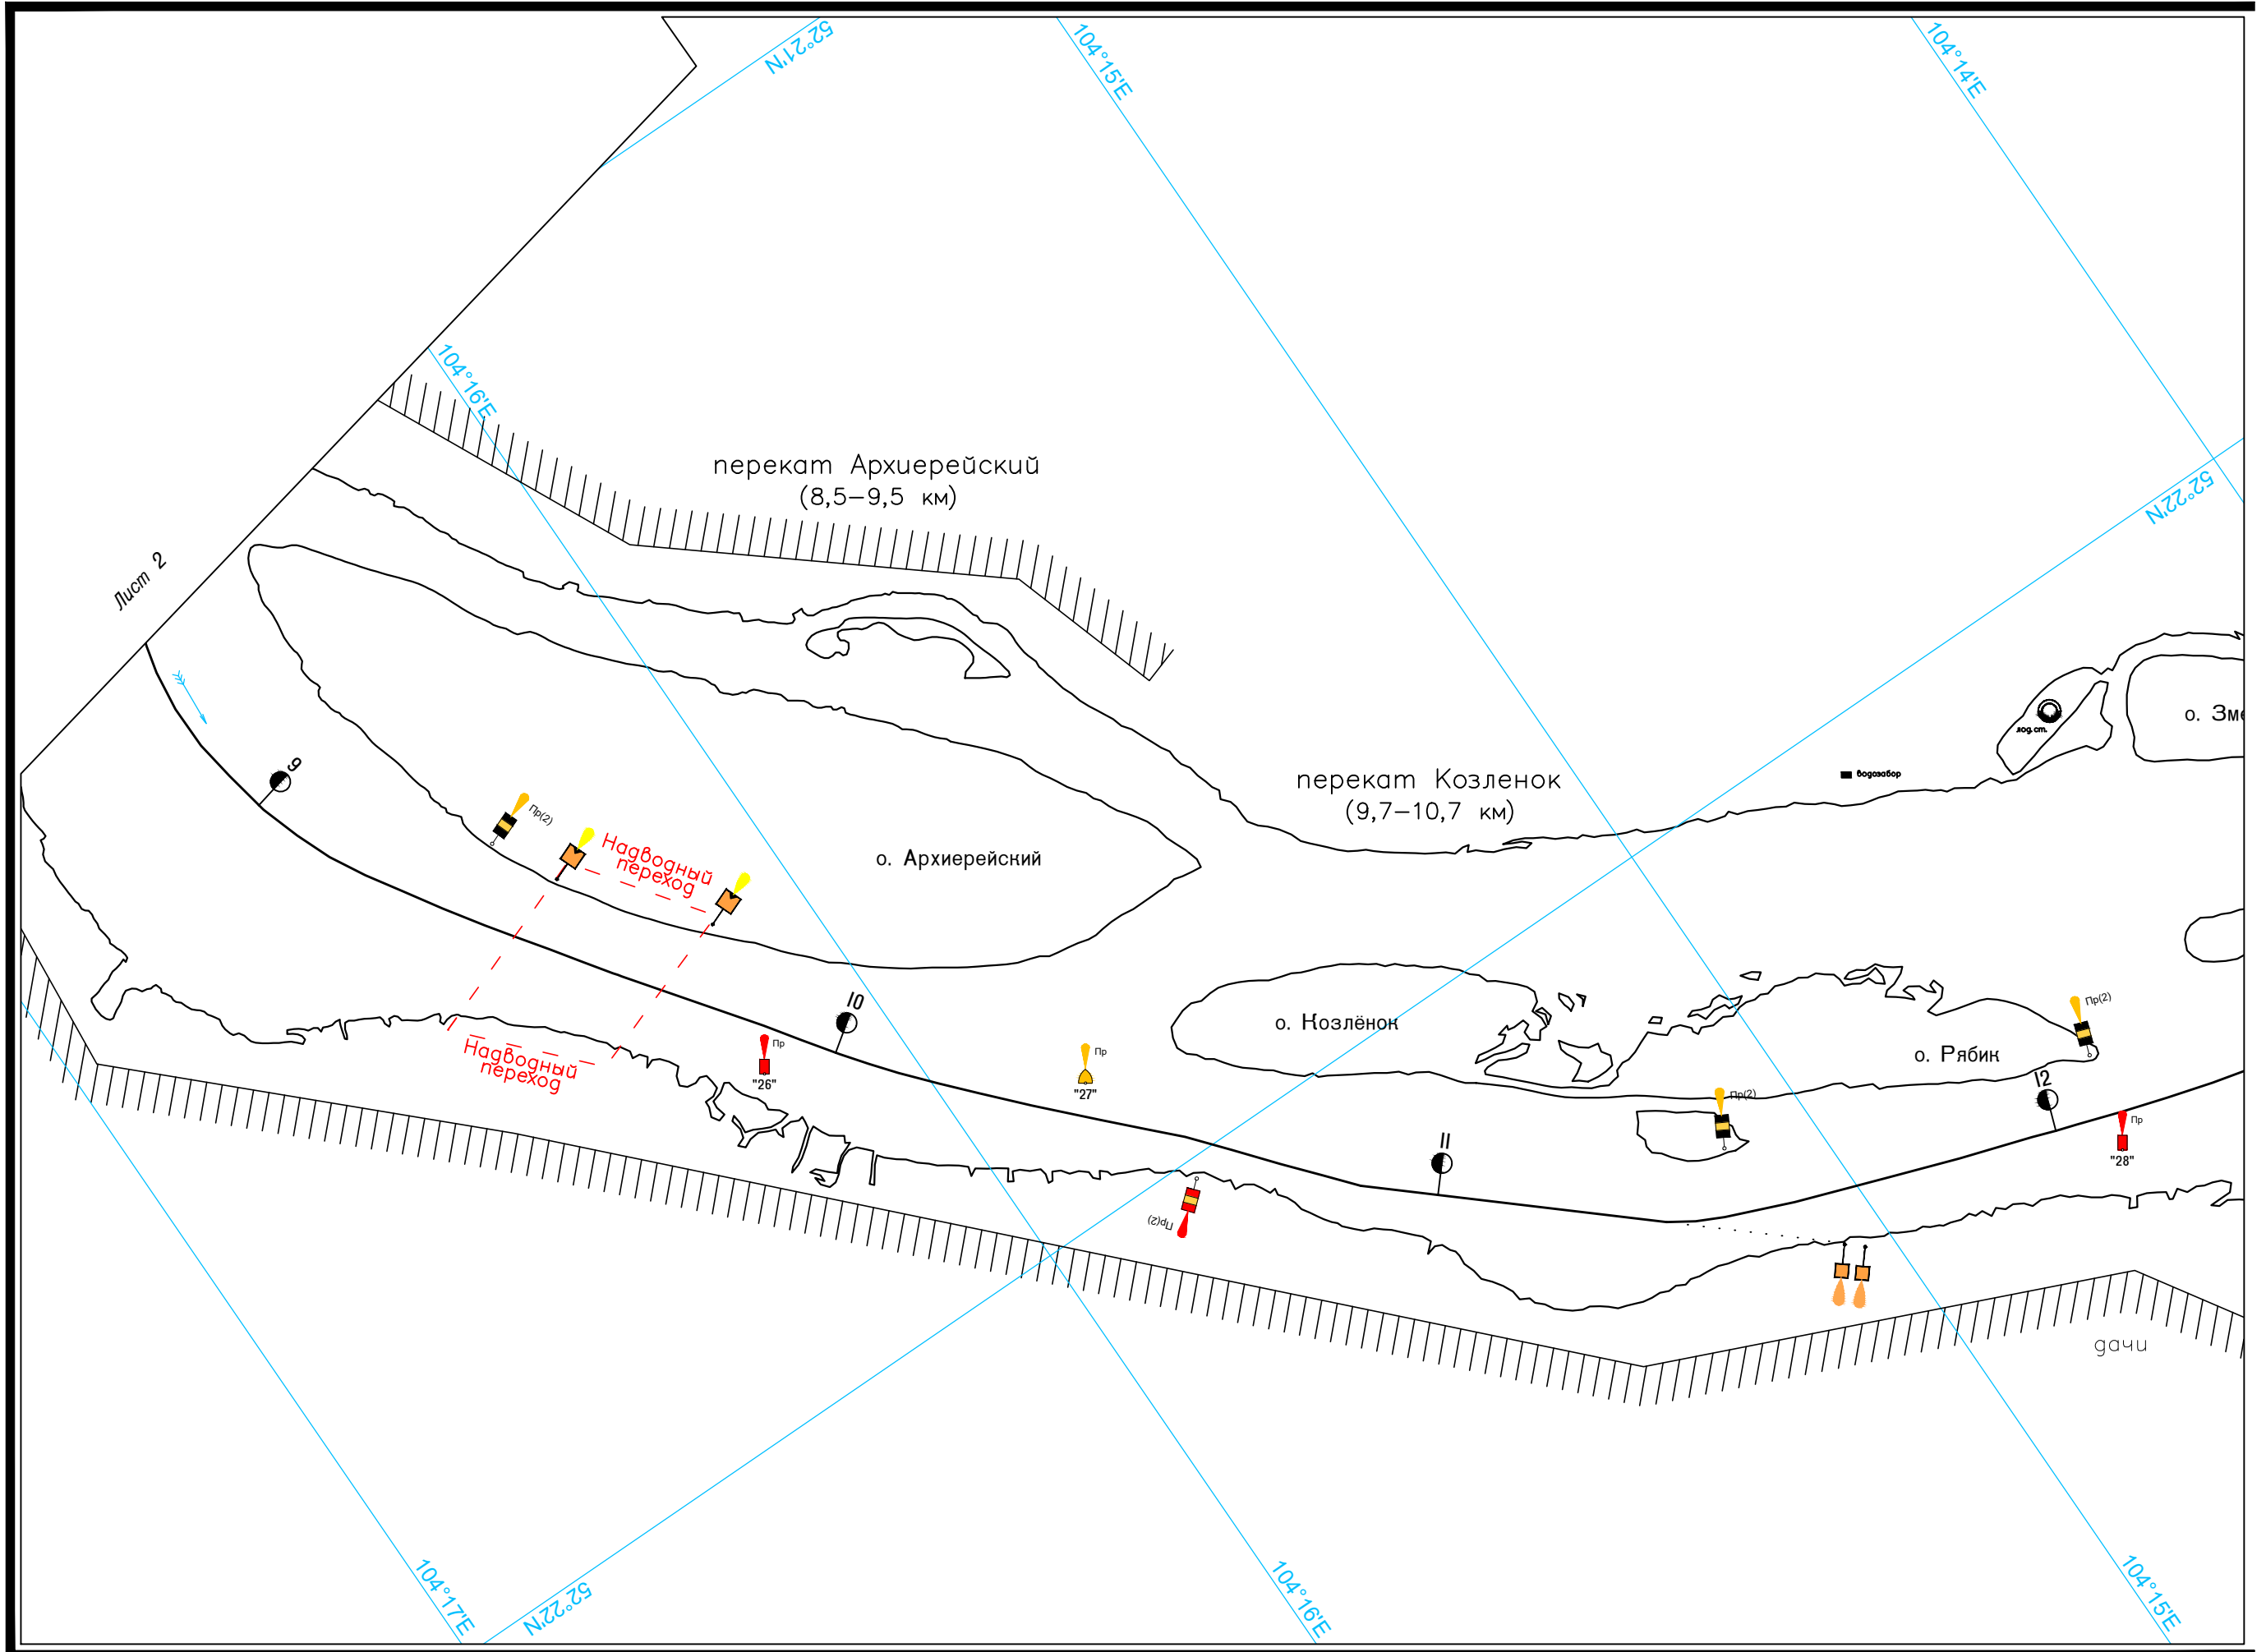 52°21'N
104°15'E
104°14'E
104°16'E
перекат Архиерейский
(8,5–9,5 км)
52°22'N
Лист 2
о. Зме
лод.ст.
9
водозабор
перекат Козленок
(9,7–10,7 км)
Пр(2)
Надводный
переход
о. Архиерейский
10
о. Козлёнок
Пр(2)
о. Рябик
Надводный
переход
Пр
"26"
Пр
"27"
12
Пр(2)
11
Пр
"28"
Пр(2)
дачи
104°17'E
52°22'N
104°16'E
104°15'E